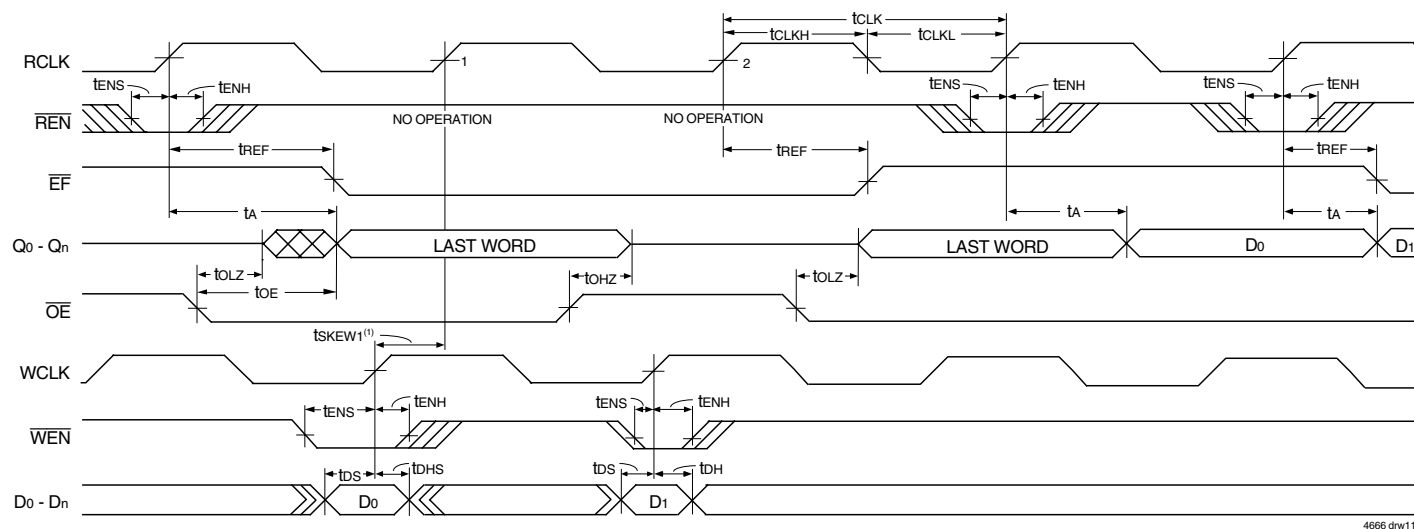 tCLK
tCLKH tCLKL
RCLK 1 2
tENS tENH tENS tENH tENS tENH
REN NO OPERATION NO OPERATION
tREF tREF tREF
EF
tA tA tA
Q0 - Qn LAST WORD LAST WORD D0 D1
tOLZ tOHZ tOLZ
tOE
OE
tSKEW1(1)
WCLK
tENS tENH tENS tENH
WEN
tDS tDHS tDS tDH
D0 - Dn D0 D1
4666 drw11